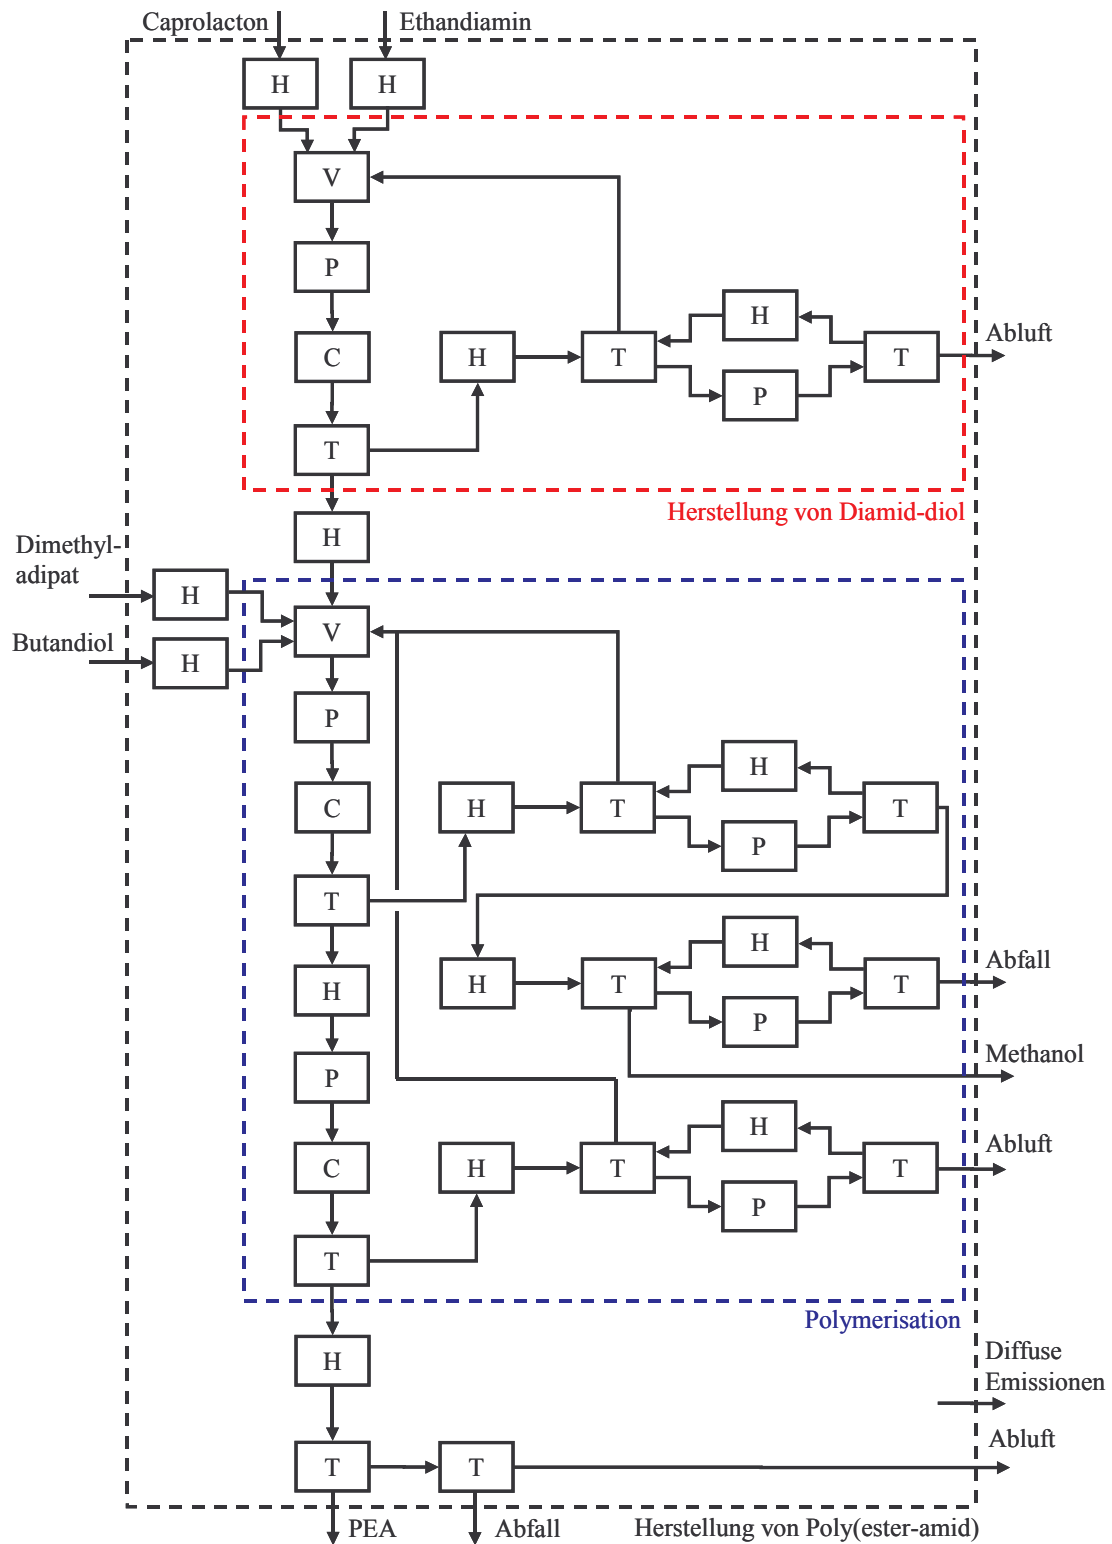 Caprolacton
Ethandiamin
H
H
V
P
H
C
H
T
T
Abluft
P
T
Herstellung von Diamid-diol
H
Dimethyl-
adipat
H
V
Butandiol
H
P
H
C
H
T
T
P
T
H
Abfall
H
H
T
T
P
Methanol
P
H
Abluft
C
H
T
T
P
T
Polymerisation
H
Diffuse
Emissionen
Abluft
T
T
PEA
Abfall
Herstellung von Poly(ester-amid)